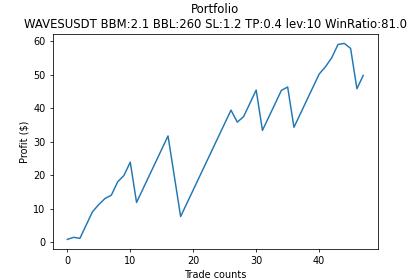 Portfolio
WAVESUSDT BBM:2.1 BBL:260 SL:1.2 TP:0.4 lev:10 WinRatio:81.0
60
50
40
30
20
10
0
Profit ($)
0 10 20 30 40
Trade counts